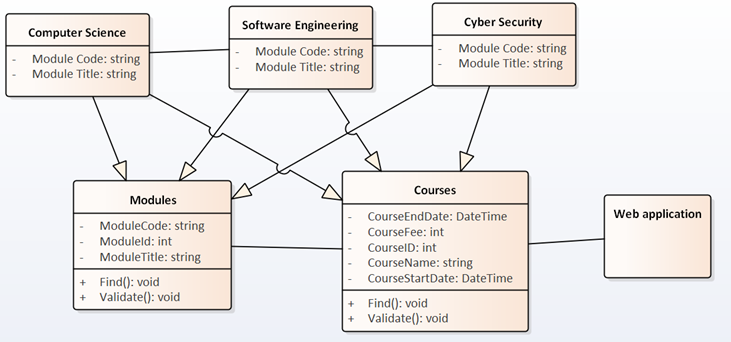 Computer Science
- Module Code: string
- Module Title: string
Software Engineering
- Module Code: string
- Module Title: string
Cyber Security
- Module Code: string
- Module Title: string
Modules
- ModuleCode: string
- ModuleId: int
- ModuleTitle: string
+ Find(): void
+ Validate(): void
Courses
- CourseEndDate: DateTime
- CourseFee: int
- CourseID: int
- CourseName: string
- CourseStartDate: DateTime
+ Find(): void
+ Validate(): void
Web application